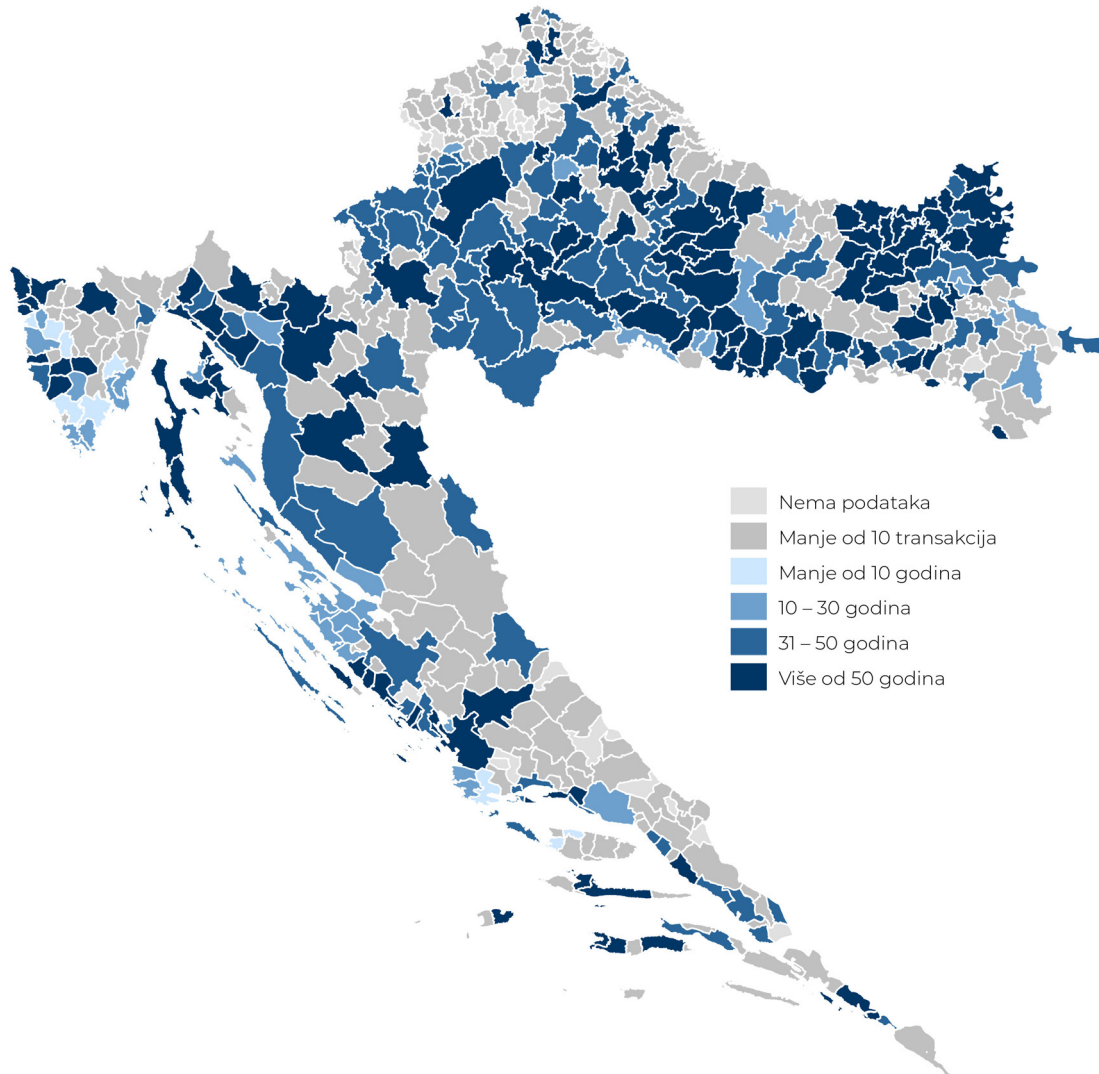 Nema podataka
Manje od 10 transakcija
Manje od 10 godina
10 – 30 godina
31 – 50 godina
Više od 50 godina